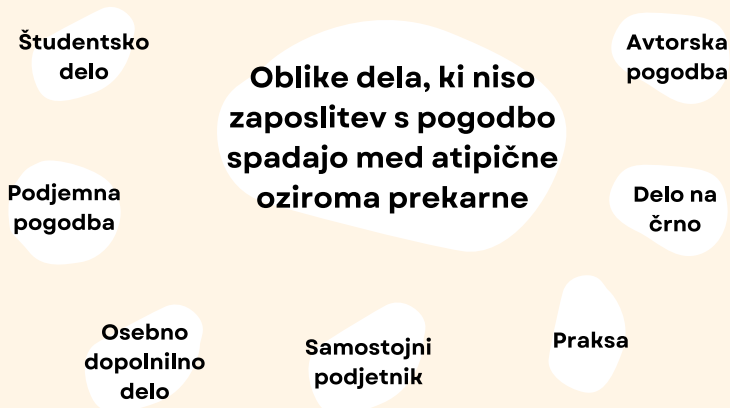 Študentsko
delo
Oblike dela, ki niso
zaposlitev s pogodbo
spadajo med atipične
oziroma prekarne
Avtorska
pogodba
Podjemna
pogodba
Delo na
črno
Osebno
dopolnilno
delo
Samostojni
podjetnik
Praksa